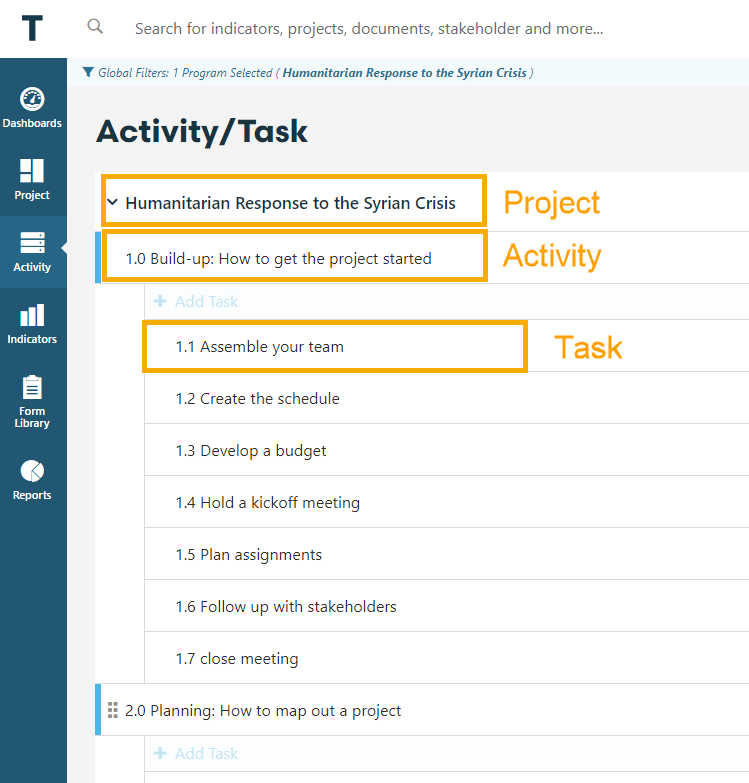 T
Search for indicators, projects, documents, stakeholder and more...
Global Filters: 1 Program Selected ( Humanitarian Response to the Syrian Crisis )
Dashboards
Project
Activity
Indicators
Form
Library
Reports
Activity/Task
Humanitarian Response to the Syrian Crisis Project
1.0 Build-up: How to get the project started Activity
+ Add Task
1.1 Assemble your team Task
1.2 Create the schedule
1.3 Develop a budget
1.4 Hold a kickoff meeting
1.5 Plan assignments
1.6 Follow up with stakeholders
1.7 close meeting
2.0 Planning: How to map out a project
+ Add Task